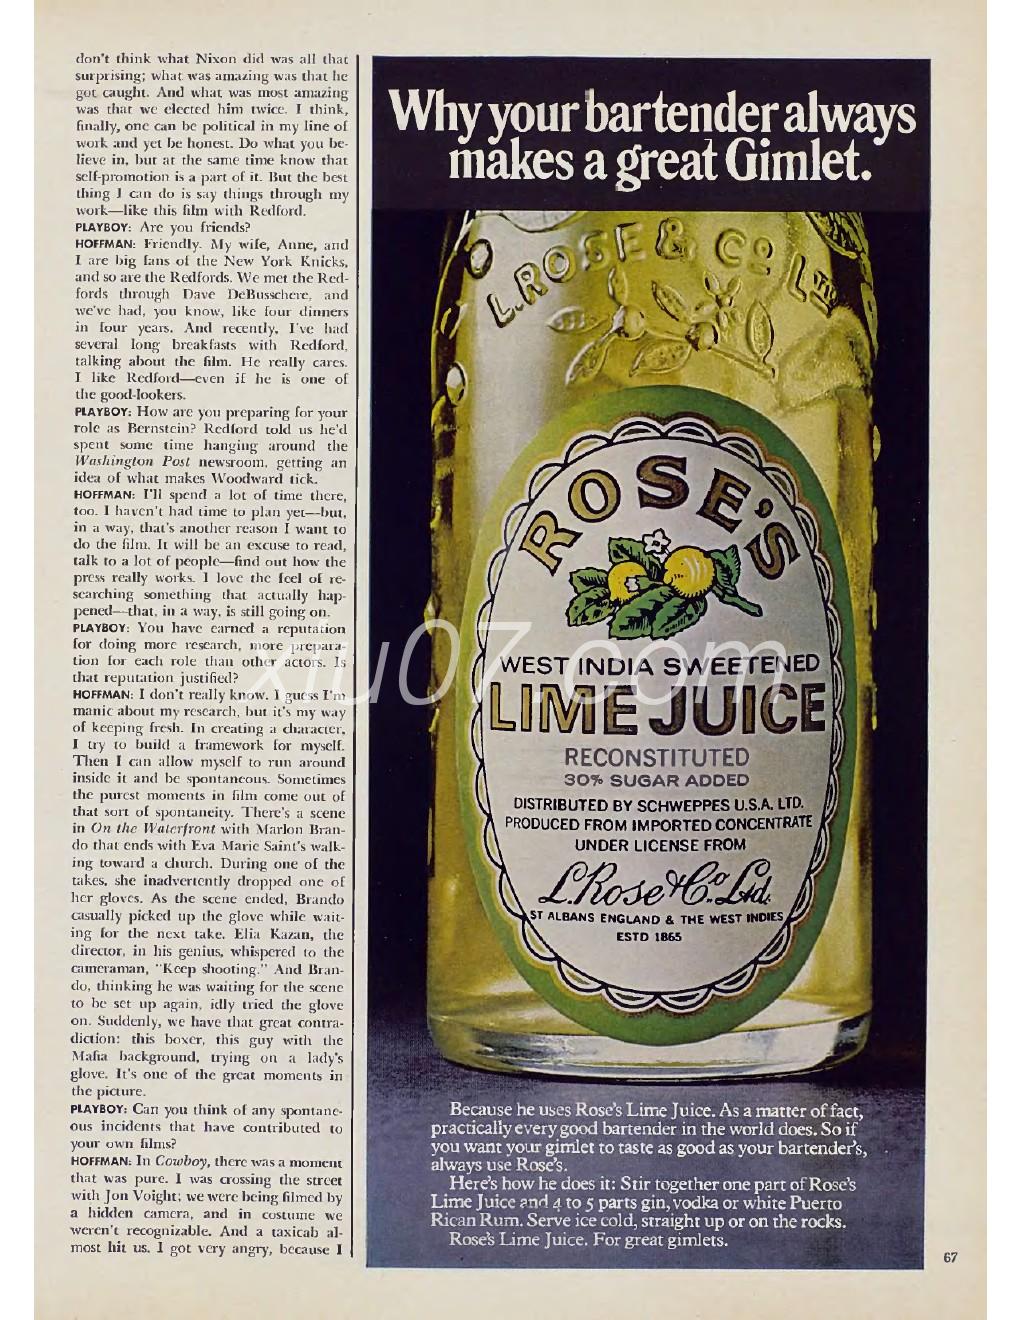 don't think what Nixon did was all that
surprising; what was amazing was that he
got caught. And what was most amazing
was that we elected him twice. I think,
finally, one can be political in my line of
work and yet be honest. Do what you be-
lieve in, but at the same time know that
self-promotion is a part of it. But the best
thing I can do is say things through my
work—like this film with Redford.
PLAYBOY: Are you friends?
HOFFMAN: Friendly. My wife, Anne, and
I are big fans of the New York Knicks,
and so are the Redfords. We met the Red-
fords through Dave DeBusschere, and
we've had, you know, like four dinners
in four years. And recently, I've had
several long breakfasts with Redford,
talking about the film. He really cares.
I like Redford—even if he is one of
the good-lookers.
PLAYBOY: How are you preparing for your
role as Bernstein? Redford told us he'd
spent some time hanging around the
Washington Post newsroom, getting an
idea of what makes Woodward tick.
HOFFMAN: I'll spend a lot of time there,
too. I haven't had time to plan yet—but,
in a way, that's another reason I want to
do the film. It will be an excuse to read,
talk to a lot of people—find out how the
press really works. I love the feel of re-
searching something that actually hap-
pened—that, in a way, is still going on.
PLAYBOY: You have earned a reputation
for doing more research, more prepara-
tion for each role than other actors. Is
that reputation justified?
HOFFMAN: I don't really know. I guess I'm
manic about my research, but it's my way
of keeping fresh. In creating a character,
I try to build a framework for myself.
Then I can allow myself to run around
inside it and be spontaneous. Sometimes
the purest moments in film come out of
that sort of spontaneity. There's a scene
in On the Waterfront with Marlon Bran-
do that ends with Eva Marie Saint's walk-
ing toward a church. During one of the
takes, she inadvertently dropped one of
her gloves. As the scene ended, Brando
casually picked up the glove while wait-
ing for the next take. Elia Kazan, the
director, in his genius, whispered to the
cameraman, "Keep shooting." And Bran-
do, thinking he was waiting for the scene
to be set up again, idly tried the glove
on. Suddenly, we have that great contra-
diction: this boxer, this guy with the
Mafia background, trying on a lady's
glove. It's one of the great moments in
the picture.
PLAYBOY: Can you think of any spontane-
ous incidents that have contributed to
your own films?
HOFFMAN: In Cowboy, there was a moment
that was pure. I was crossing the street
with Jon Voight; we were being filmed by
a hidden camera, and in costume we
weren't recognizable. And a taxicab al-
most hit us. I got very angry, because I
Why your bartender always
makes a great Gimlet.
L. ROSE & Co LTD
ROSE'S
WEST INDIA SWEETENED
LIME JUICE
RECONSTITUTED
30% SUGAR ADDED
DISTRIBUTED BY SCHWEPPES U.S.A. LTD.
PRODUCED FROM IMPORTED CONCENTRATE
UNDER LICENSE FROM
L. Rose & Co. Ltd.
ST ALBANS ENGLAND & THE WEST INDIES
ESTD 1865
Because he uses Rose's Lime Juice. As a matter of fact,
practically every good bartender in the world does. So if
you want your gimlet to taste as good as your bartender's,
always use Rose's.
Here's how he does it: Stir together one part of Rose's
Lime Juice and 4 to 5 parts gin, vodka or white Puerto
Rican Rum. Serve ice cold, straight up or on the rocks.
Rose's Lime Juice. For great gimlets.
67
xiu07.com